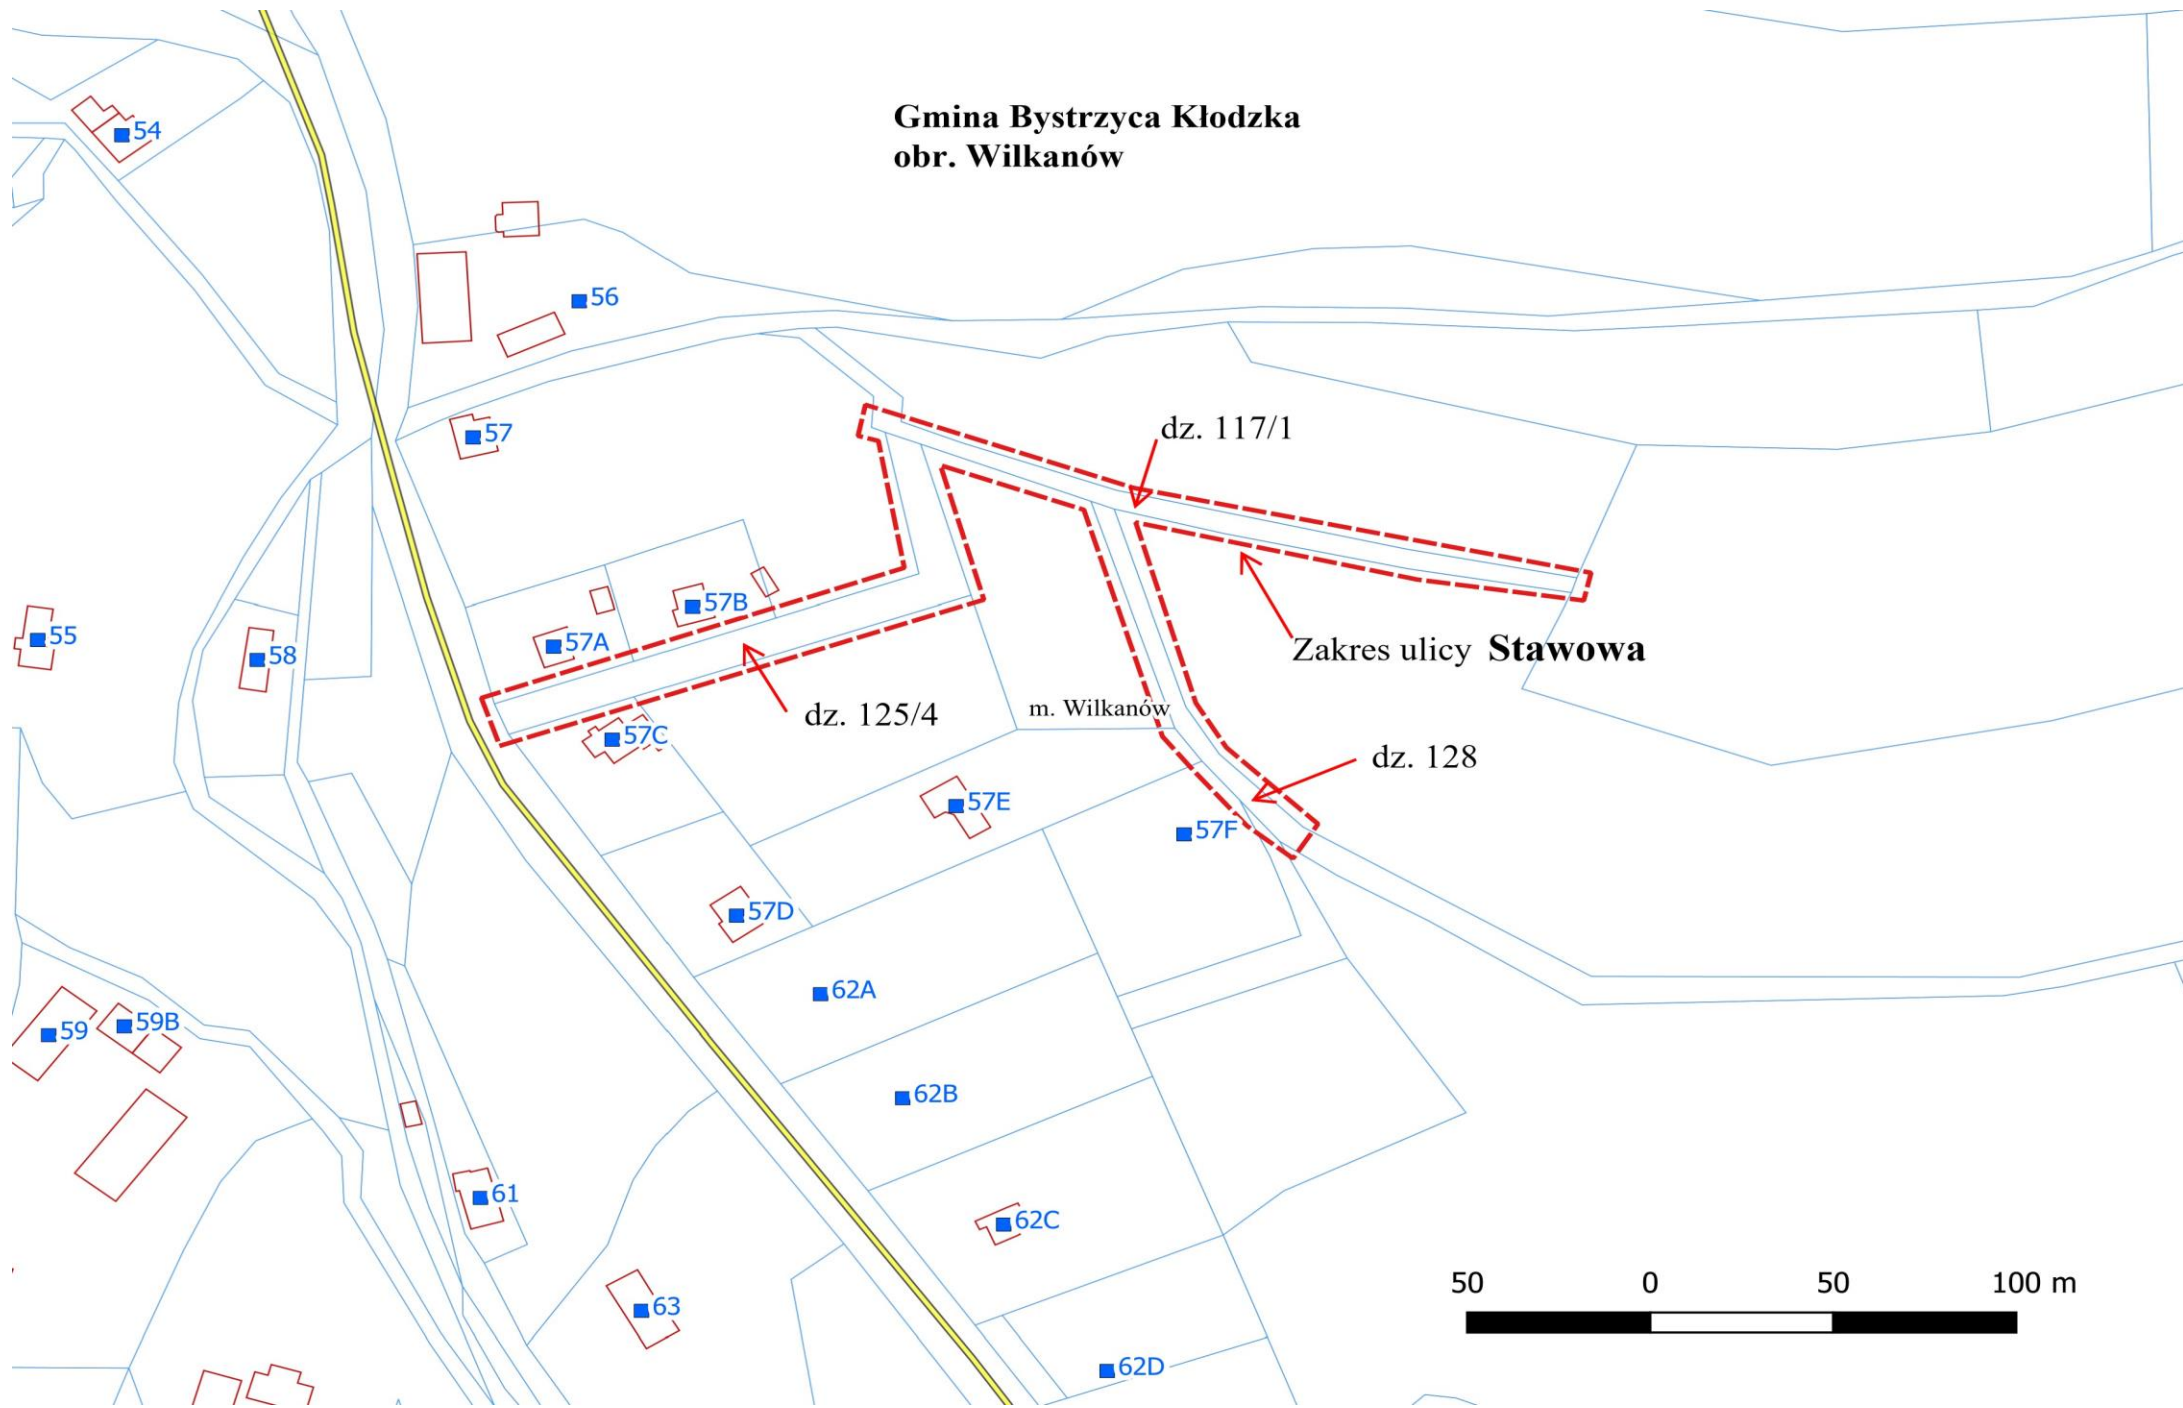 54
Gmina Bystrzyca Kłodzka
obr. Wilkanów
56
57
dz. 117/1
57B
57A
55
58
Zakres ulicy Stawowa
dz. 125/4
m. Wilkanów
57C
dz. 128
57E
57F
57D
62A
59
59B
62B
61
62C
63
50 0 50 100 m
62D